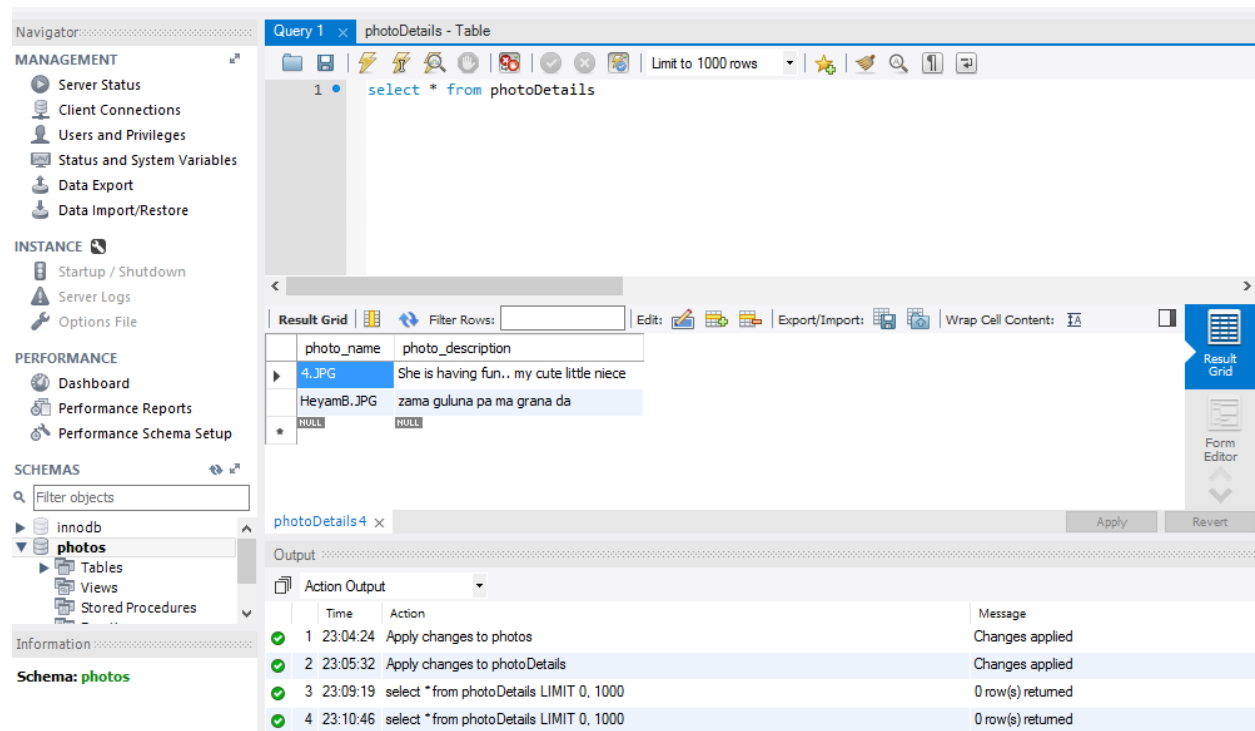 Navigator
MANAGEMENT
Server Status
Client Connections
Users and Privileges
Status and System Variables
Data Export
Data Import/Restore
INSTANCE
Startup / Shutdown
Server Logs
Options File
PERFORMANCE
Dashboard
Performance Reports
Performance Schema Setup
SCHEMAS
Filter objects
innodb
photos
Tables
Views
Stored Procedures
Information
Schema: photos
Query 1 photoDetails - Table
Limit to 1000 rows
1 select * from photoDetails
Result Grid Filter Rows: Edit: Export/Import: Wrap Cell Content:
photo_name photo_description
4.JPG She is having fun.. my cute little niece
HeyamB.JPG zama guluna pa ma grana da
NULL NULL
Result
Grid
Form
Editor
photoDetails4 Apply Revert
Output
Action Output
Time Action Message
1 23:04:24 Apply changes to photos Changes applied
2 23:05:32 Apply changes to photoDetails Changes applied
3 23:09:19 select * from photoDetails LIMIT 0, 1000 0 row(s) returned
4 23:10:46 select * from photoDetails LIMIT 0, 1000 0 row(s) returned